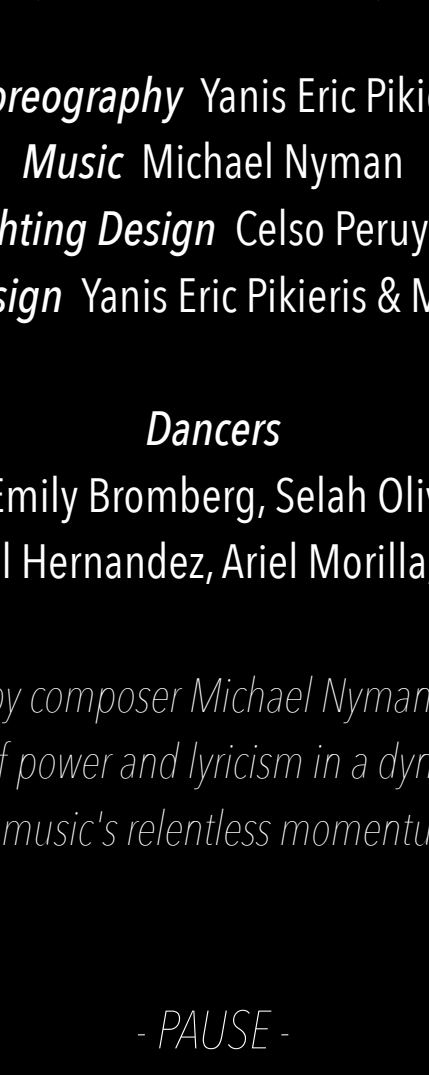 oreography Yanis Eric Piki
Music Michael Nyman
hting Design Celso Peruy
sign Yanis Eric Pikieris & M
Dancers
Emily Bromberg, Selah Oliv
l Hernandez, Ariel Morilla,
by composer Michael Nyman
f power and lyricism in a dyn
music's relentless momentu
- PAUSE -